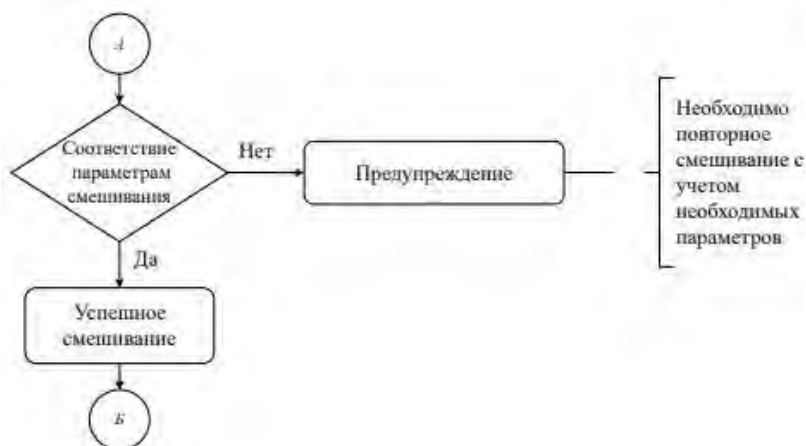 А
Соответствие
параметрам
смешивания
Нет
Предупреждение
Необходимо
повторное
смешивание с
учетом
необходимых
параметров
Да
Успешное
смешивание
Б